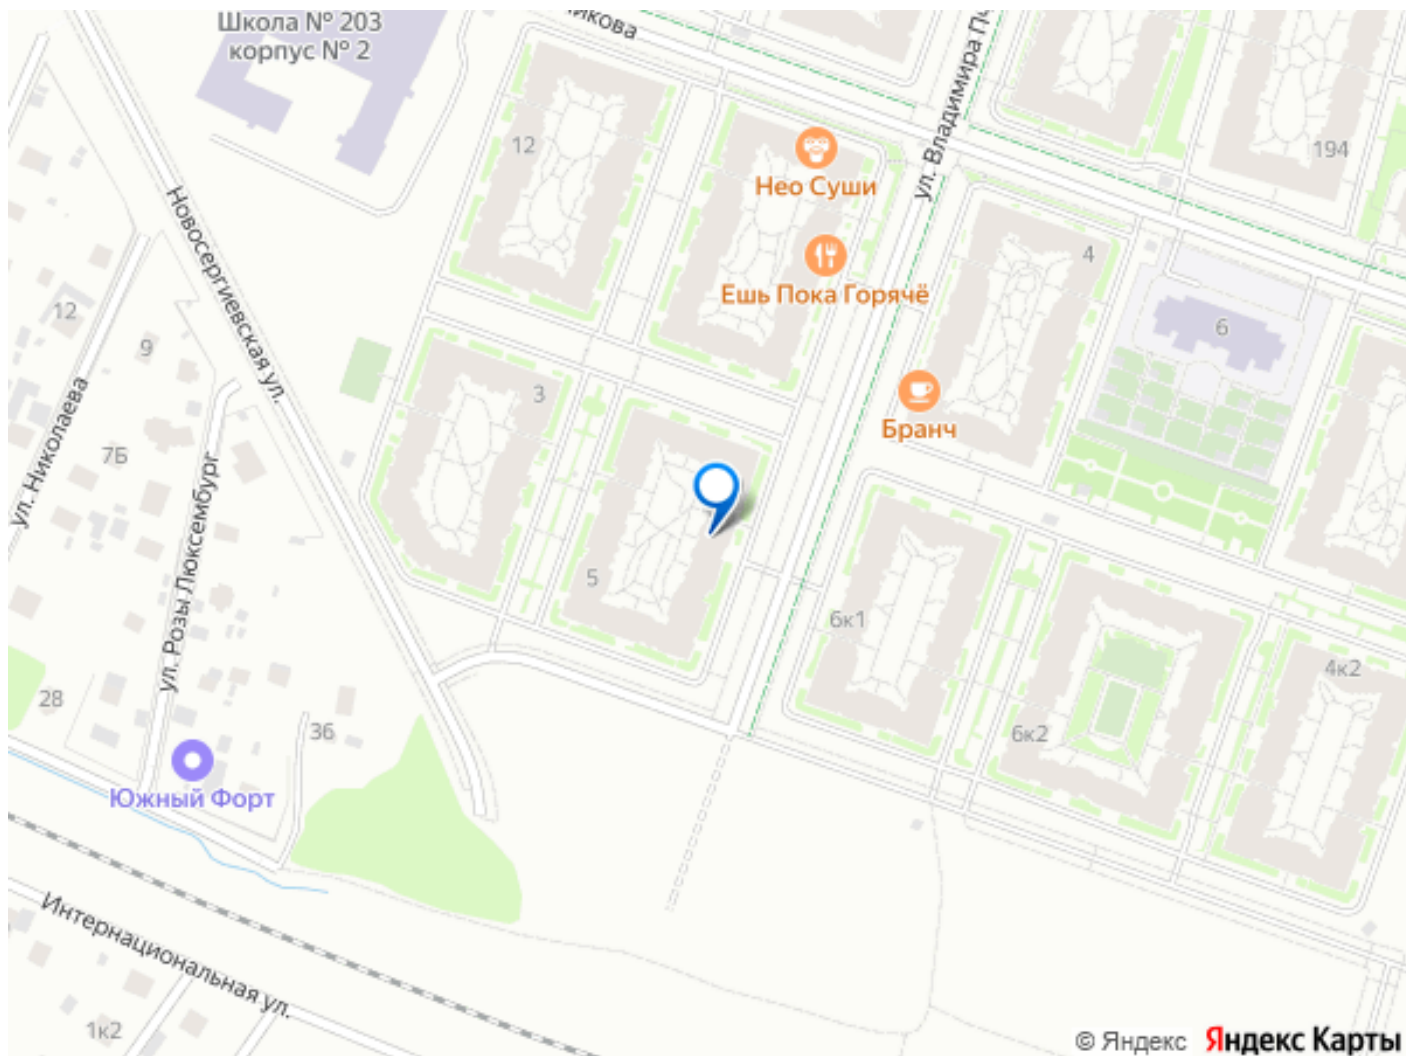 Школа № 203
корпус № 2
ул. Владимира
12
194
Нео Суши
Новосергиевская ул.
4
Ешь Пока Горячё
12
6
9
ул. Николаева
3
Бранч
7Б
ул. Розы Люксембург
5
6к1
4к2
28
36
6к2
Южный Форт
Интернациональная ул.
1к2
© Яндекс Яндекс Карты